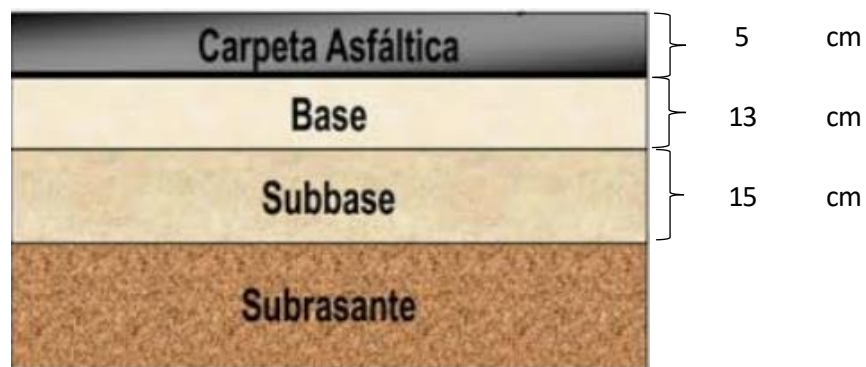 Carpeta Asfáltica 5 cm
Base 13 cm
Subbase 15 cm
Subrasante